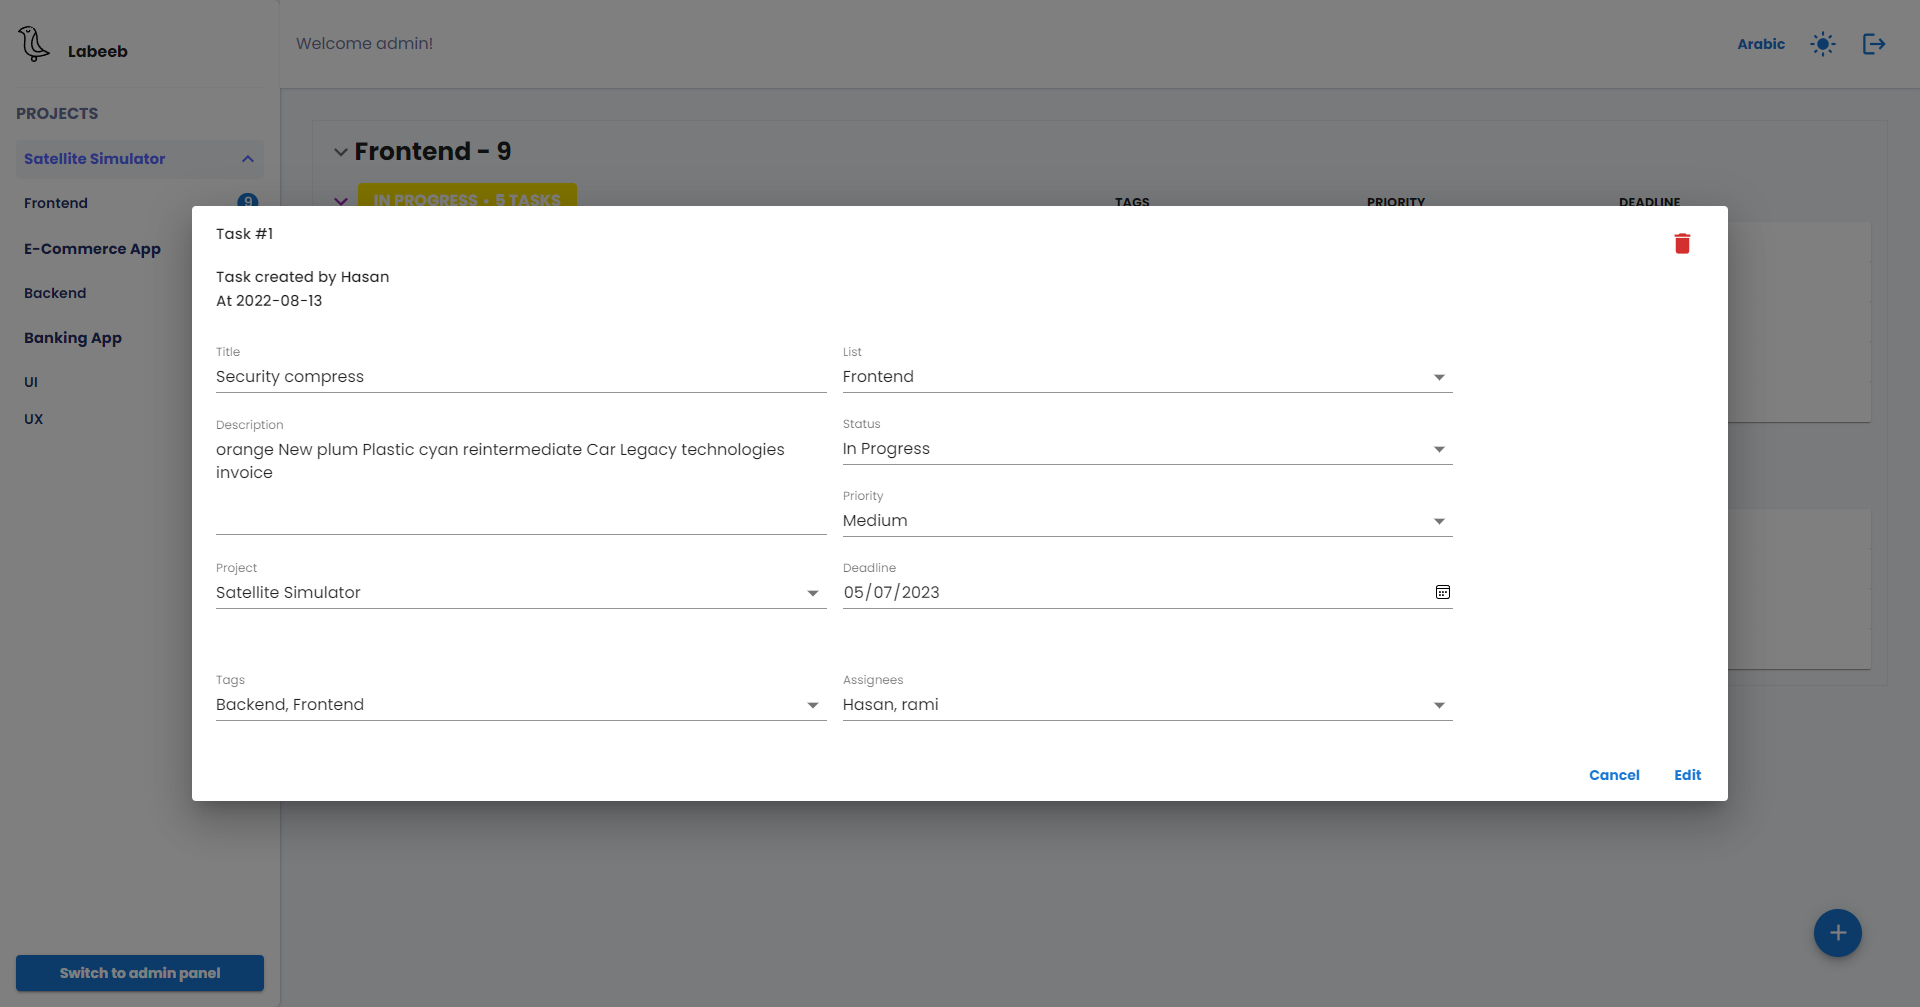 Labeeb
Welcome admin!
Arabic
PROJECTS
Satellite Simulator
Frontend
9
E-Commerce App
Backend
Banking App
UI
UX
Switch to admin panel
Frontend - 9
IN PROGRESS • 5 TASKS
TAGS
PRIORITY
DEADLINE
Task #1
Task created by Hasan
At 2022-08-13
Title
Security compress
List
Frontend
Description
orange New plum Plastic cyan reintermediate Car Legacy technologies
invoice
Status
In Progress
Priority
Medium
Project
Satellite Simulator
Deadline
05/07/2023
Tags
Backend, Frontend
Assignees
Hasan, rami
Cancel
Edit